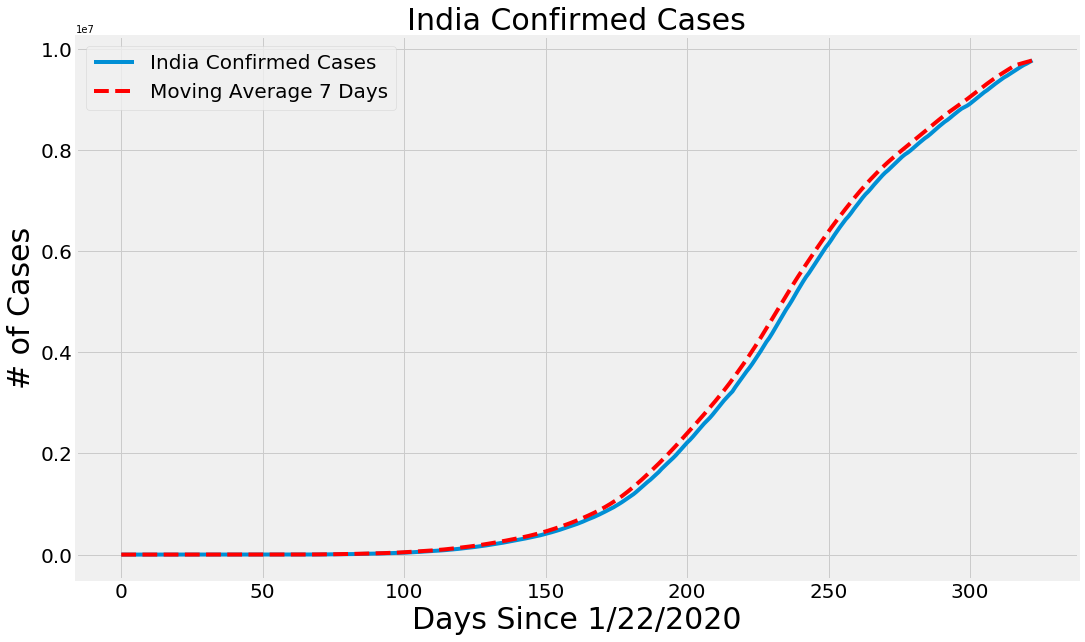 India Confirmed Cases
1e7
India Confirmed Cases
Moving Average 7 Days
# of Cases
1.0
0.8
0.6
0.4
0.2
0.0
0 50 100 150 200 250 300
Days Since 1/22/2020